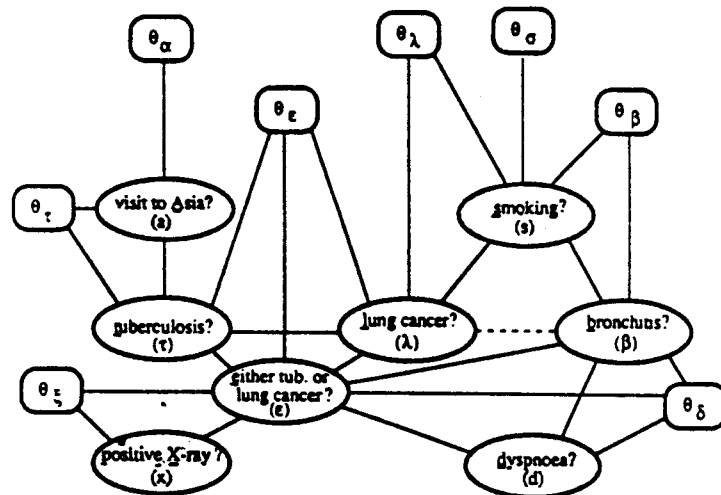 θα
θλ
θσ
θε
θβ
θτ
visit to Asia?
(a)
smoking?
(s)
tuberculosis?
(τ)
lung cancer?
(λ)
bronchitis?
(β)
either tub. or
lung cancer?
(ε)
θξ
θδ
positive X-ray?
(x)
dyspnoea?
(d)